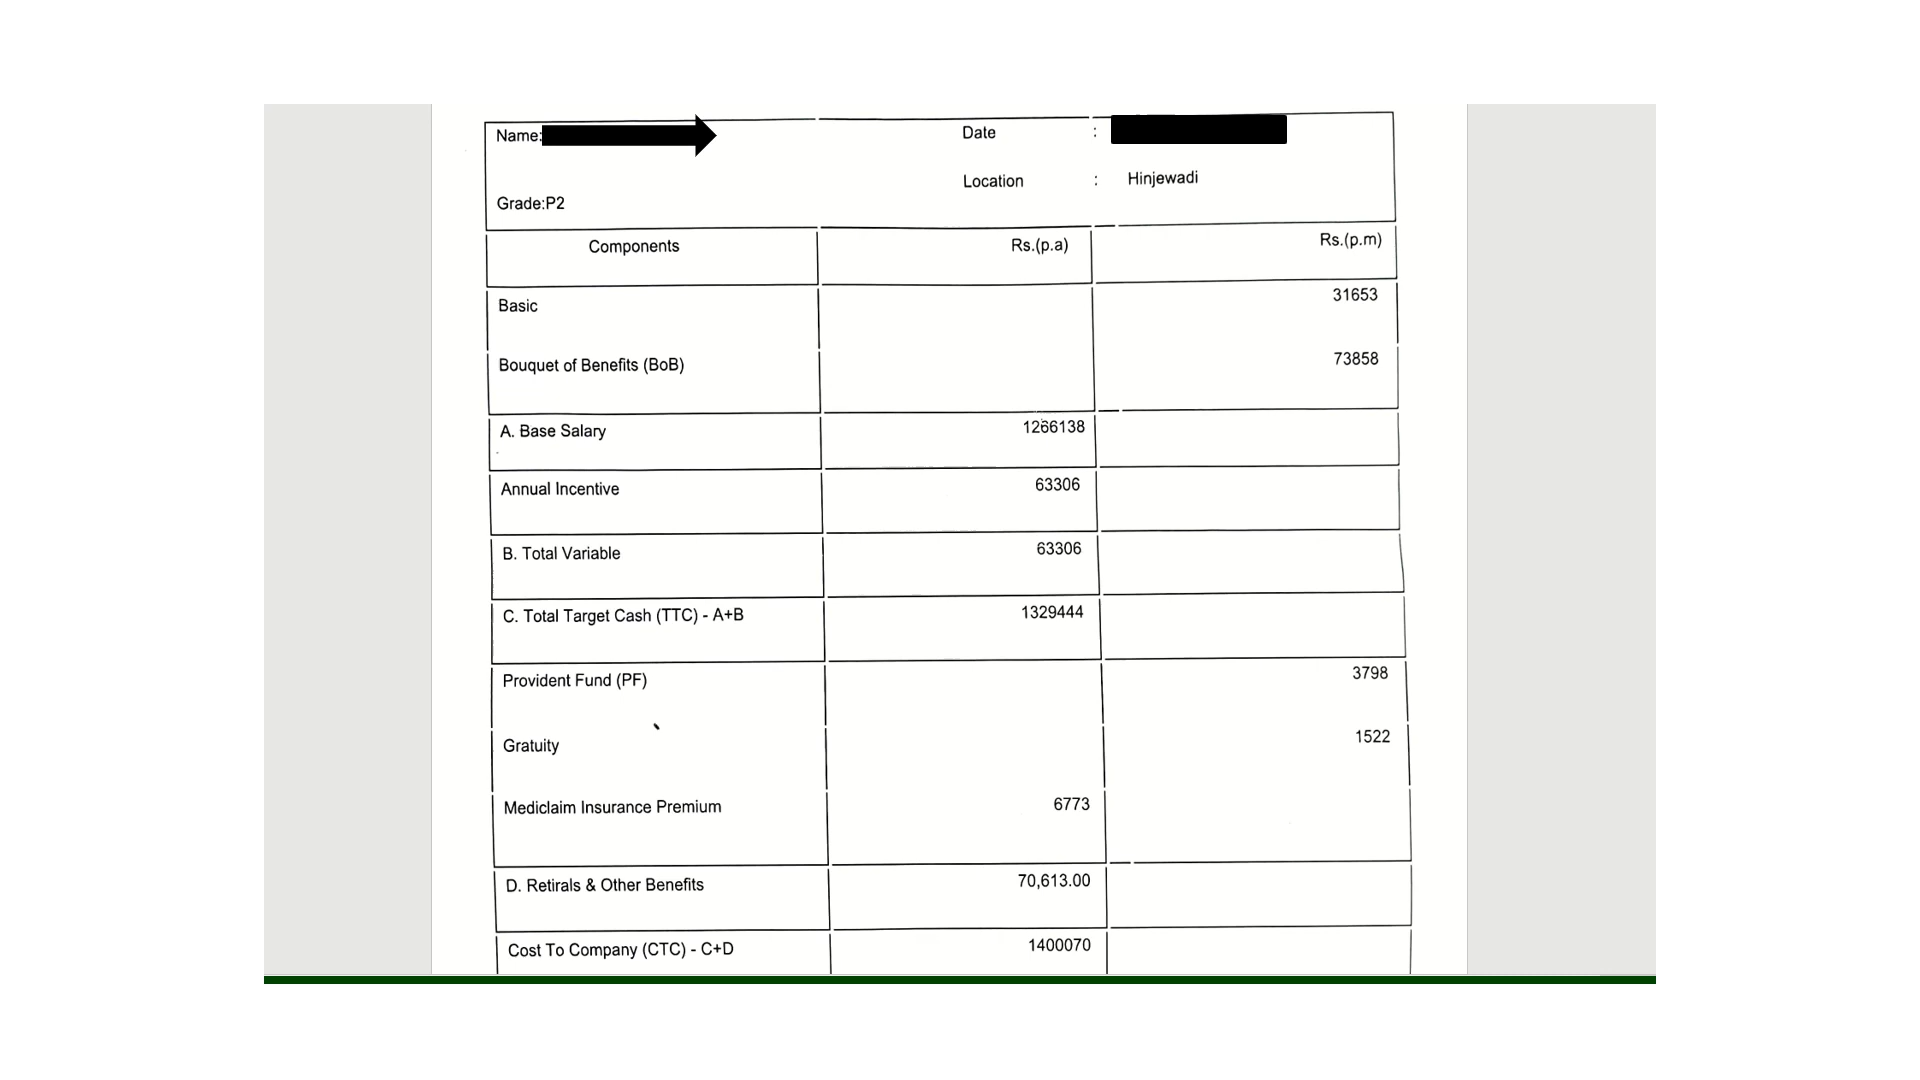 Name:
Date :
Location : Hinjewadi
Grade:P2
Components Rs.(p.a) Rs.(p.m)
Basic 31653
Bouquet of Benefits (BoB) 73858
A. Base Salary 1266138
Annual Incentive 63306
B. Total Variable 63306
C. Total Target Cash (TTC) - A+B 1329444
Provident Fund (PF) 3798
Gratuity 1522
Mediclaim Insurance Premium 6773
D. Retirals & Other Benefits 70,613.00
Cost To Company (CTC) - C+D 1400070